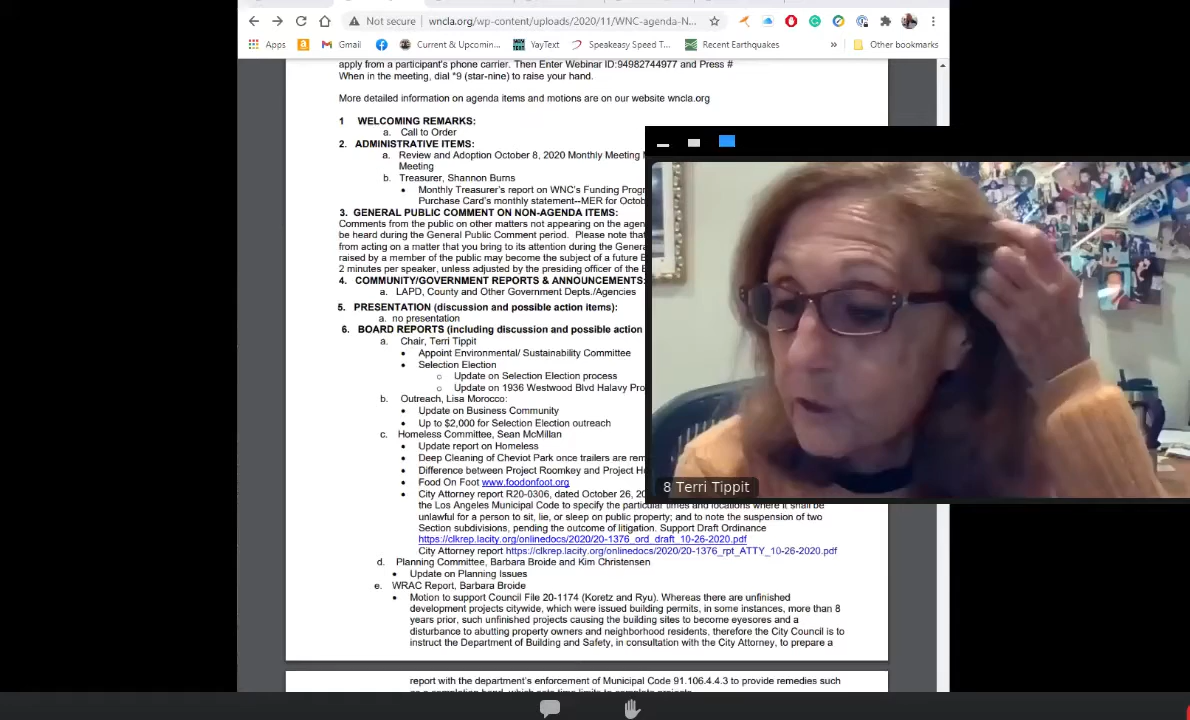 Not secure wncla.org/wp-content/uploads/2020/11/WNC-agenda-N...
Apps Gmail Current & Upcomin... YayText Speakeasy Speed T... Recent Earthquakes » Other bookmarks
apply from a participant's phone carrier. Then Enter Webinar ID:94982744977 and Press #
When in the meeting, dial *9 (star-nine) to raise your hand.
More detailed information on agenda items and motions are on our website wncla.org
1 WELCOMING REMARKS:
a. Call to Order
2. ADMINISTRATIVE ITEMS:
a. Review and Adoption October 8, 2020 Monthly Meeting
Meeting
b. Treasurer, Shannon Burns
• Monthly Treasurer's report on WNC's Funding Prog
Purchase Card's monthly statement--MER for Octob
3. GENERAL PUBLIC COMMENT ON NON-AGENDA ITEMS:
Comments from the public on other matters not appearing on the agen
be heard during the General Public Comment period. Please note that
from acting on a matter that you bring to its attention during the Genera
raised by a member of the public may become the subject of a future B
2 minutes per speaker, unless adjusted by the presiding officer of the B
4. COMMUNITY/GOVERNMENT REPORTS & ANNOUNCEMENTS:
a. LAPD, County and Other Government Depts./Agencies
5. PRESENTATION (discussion and possible action items):
a. no presentation
6. BOARD REPORTS (including discussion and possible action
a. Chair, Terri Tippit
• Appoint Environmental/ Sustainability Committee
• Selection Election
○ Update on Selection Election process
○ Update on 1936 Westwood Blvd Halavy Pro
b. Outreach, Lisa Morocco:
• Update on Business Community
• Up to $2,000 for Selection Election outreach
c. Homeless Committee, Sean McMillan
• Update report on Homeless
• Deep Cleaning of Cheviot Park once trailers are rem
• Difference between Project Roomkey and Project H
• Food On Foot www.foodonfoot.org
• City Attorney report R20-0306, dated October 26, 20
the Los Angeles Municipal Code to specify the particular times and locations where it shall be
unlawful for a person to sit, lie, or sleep on public property; and to note the suspension of two
Section subdivisions, pending the outcome of litigation. Support Draft Ordinance
https://clkrep.lacity.org/onlinedocs/2020/20-1376_ord_draft_10-26-2020.pdf
City Attorney report https://clkrep.lacity.org/onlinedocs/2020/20-1376_rpt_ATTY_10-26-2020.pdf
d. Planning Committee, Barbara Broide and Kim Christensen
• Update on Planning Issues
e. WRAC Report, Barbara Broide
• Motion to support Council File 20-1174 (Koretz and Ryu). Whereas there are unfinished
development projects citywide, which were issued building permits, in some instances, more than 8
years prior, such unfinished projects causing the building sites to become eyesores and a
disturbance to abutting property owners and neighborhood residents, therefore the City Council is to
instruct the Department of Building and Safety, in consultation with the City Attorney, to prepare a
report with the department's enforcement of Municipal Code 91.106.4.4.3 to provide remedies such
8 Terri Tippit